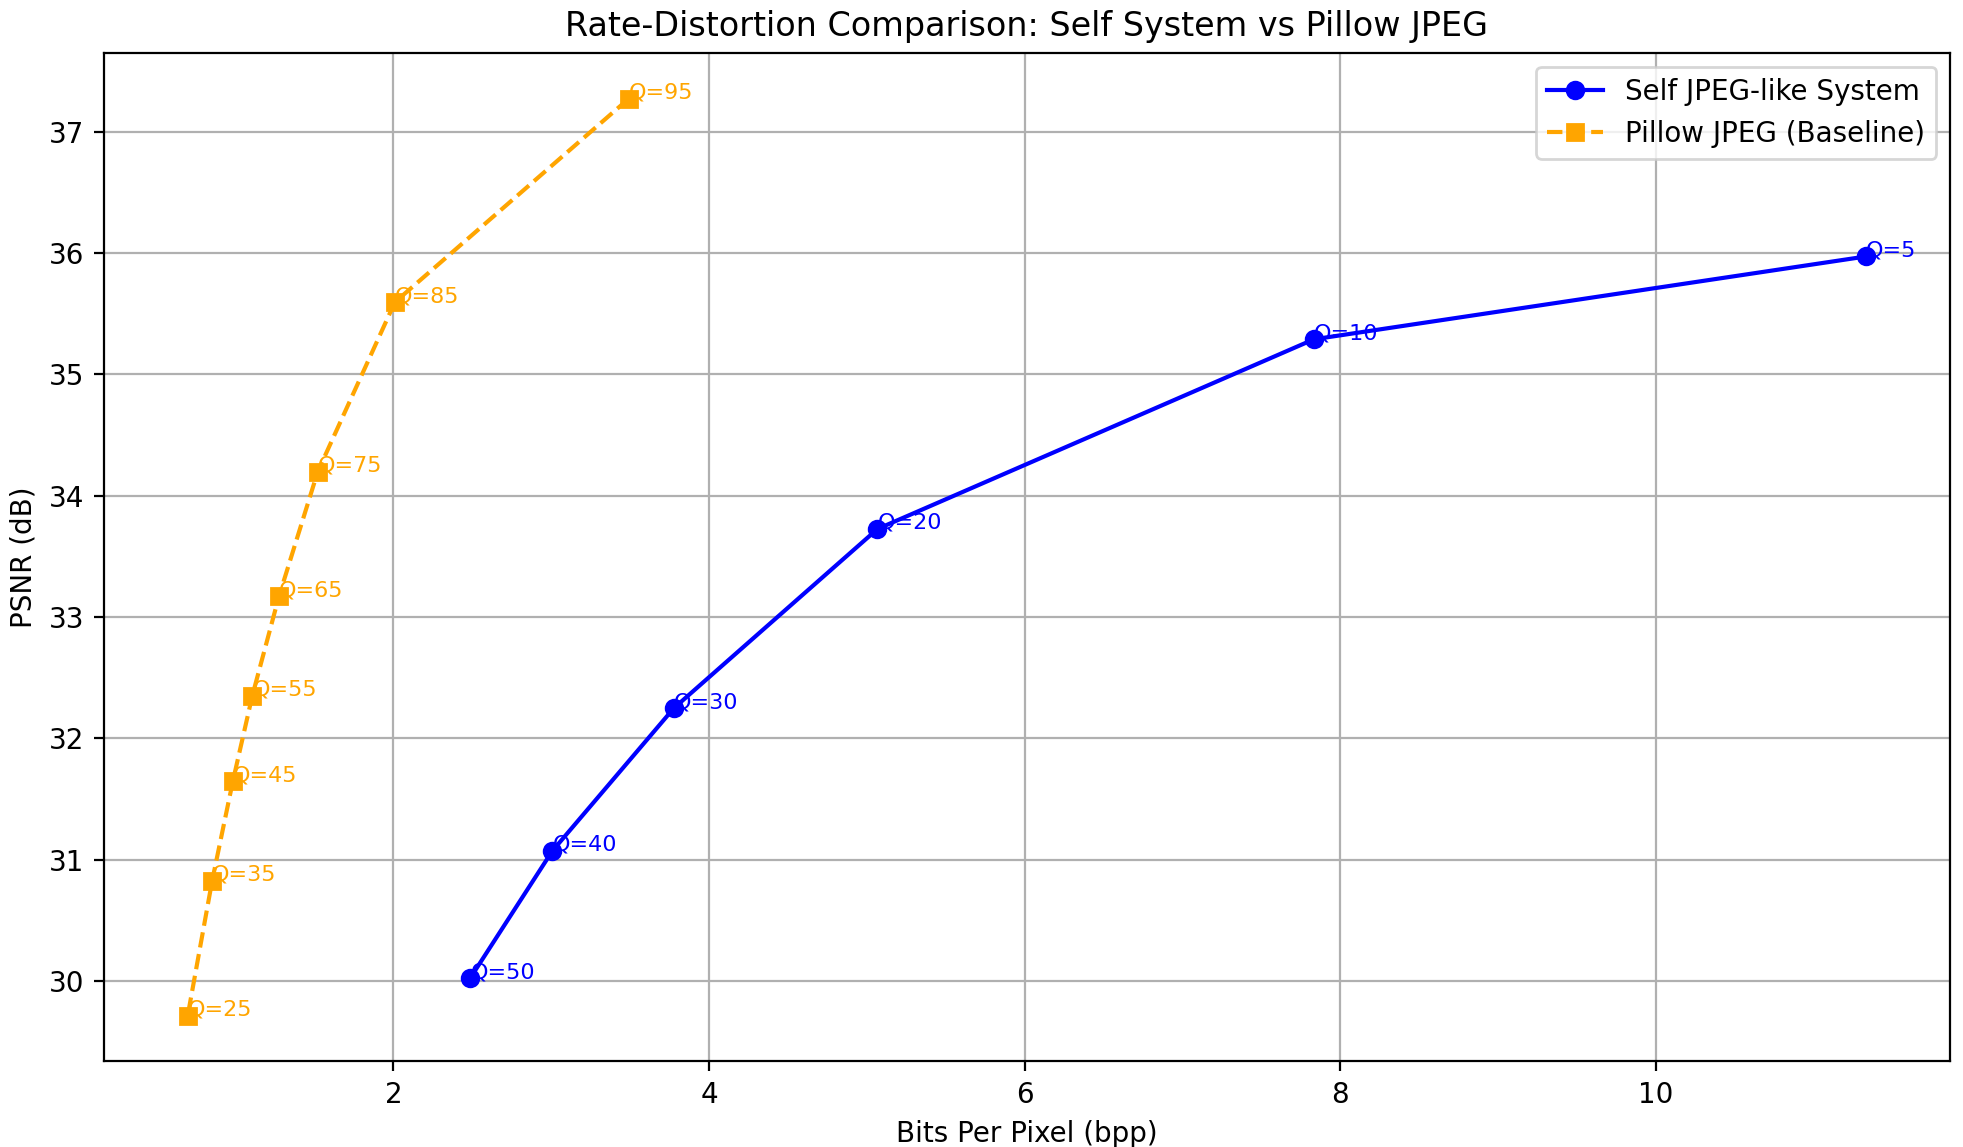 Rate-Distortion Comparison: Self System vs Pillow JPEG
Self JPEG-like System
Pillow JPEG (Baseline)
PSNR (dB)
37
36
35
34
33
32
31
30
Q=95
Q=85
Q=75
Q=65
Q=55
Q=45
Q=35
Q=25
Q=5
Q=10
Q=20
Q=30
Q=40
Q=50
2
4
6
8
10
Bits Per Pixel (bpp)